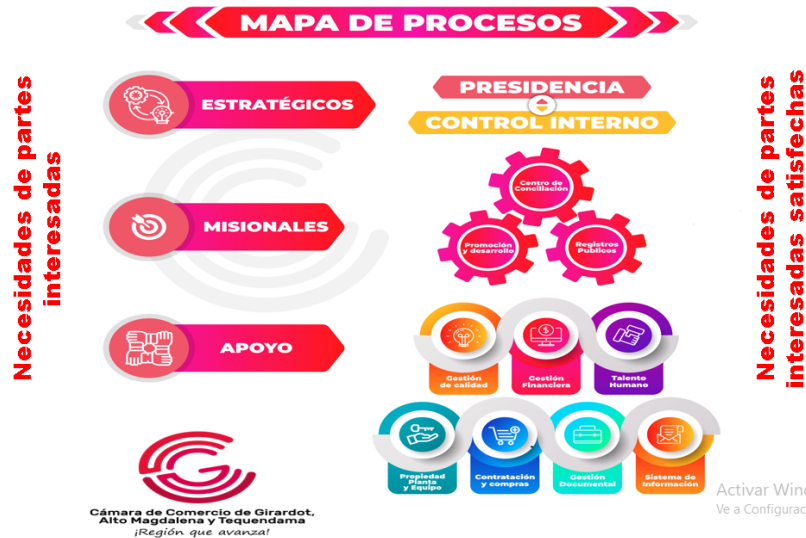 MAPA DE PROCESOS
Necesidades de partes
interesadas
ESTRATÉGICOS
PRESIDENCIA
CONTROL INTERNO
MISIONALES
Centro de
Conciliación
Promoción
y desarrollo
Registros
Publicos
APOYO
Gestión
de calidad
Gestión
Financiera
Talento
Humano
Propiedad
Planta
y Equipo
Contratación
y compras
Gestión
Documental
Sistema de
Información
Necesidades de partes
interesadas satisfechas
Cámara de Comercio de Girardot,
Alto Magdalena y Tequendama
¡Región que avanza!
Activar Wind
Ve a Configurac